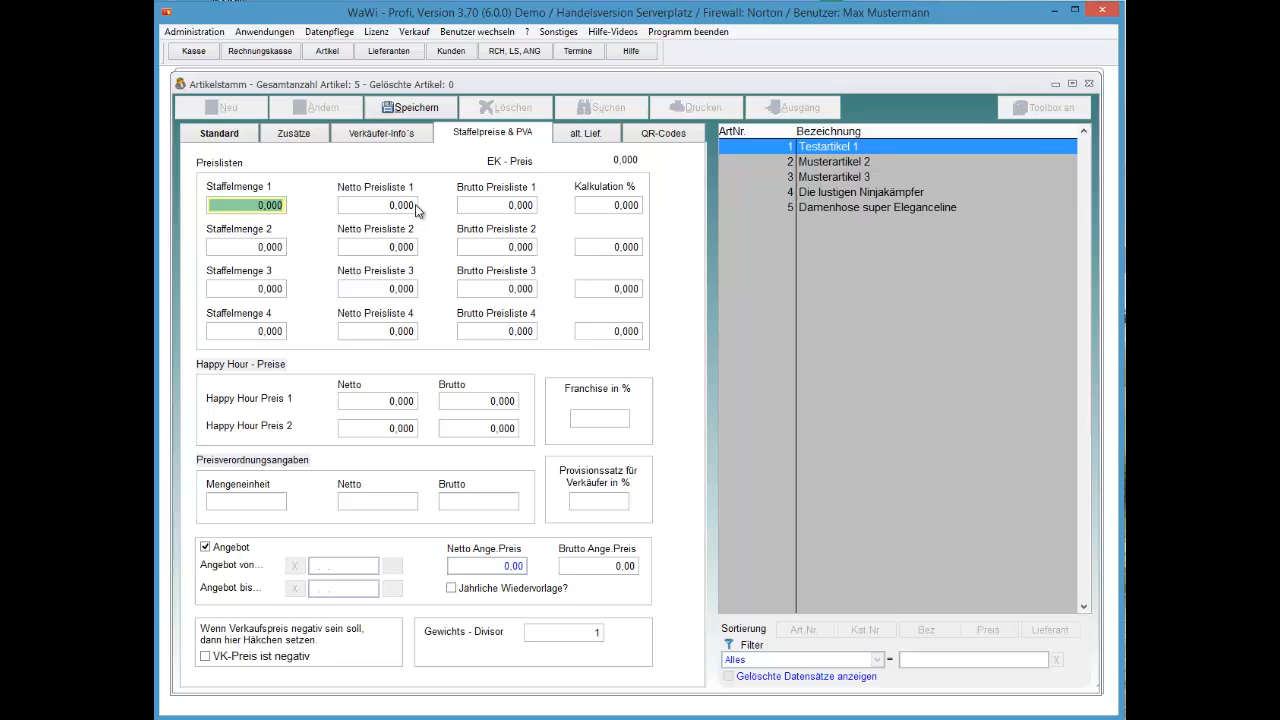 WaWi - Profi, Version 3.70 (6.0.0) Demo / Handelsversion Serverplatz / Firewall: Norton / Benutzer: Max Mustermann
Administration Anwendungen Datenpflege Lizenz Verkauf Benutzer wechseln ? Sonstiges Hilfe-Videos Programm beenden
Kasse Rechnungskasse Artikel Lieferanten Kunden RCH, LS, ANG Termine Hilfe
Artikelstamm - Gesamtanzahl Artikel: 5 - Gelöschte Artikel: 0
Neu Ändern Speichern Löschen Suchen Drucken Ausgang Toolbox an
Standard Zusätze Verkäufer-Info´s Staffelpreise & PVA alt. Lief. QR-Codes
Preislisten EK - Preis 0,000
Staffelmenge 1 Netto Preisliste 1 Brutto Preisliste 1 Kalkulation %
0,000 0,000 0,000 0,000
Staffelmenge 2 Netto Preisliste 2 Brutto Preisliste 2
0,000 0,000 0,000 0,000
Staffelmenge 3 Netto Preisliste 3 Brutto Preisliste 3
0,000 0,000 0,000 0,000
Staffelmenge 4 Netto Preisliste 4 Brutto Preisliste 4
0,000 0,000 0,000 0,000
Happy Hour - Preise
Netto Brutto
Happy Hour Preis 1 0,000 0,000
Happy Hour Preis 2 0,000 0,000
Franchise in %
Preisverordnungsangaben
Mengeneinheit Netto Brutto
Provisionssatz für
Verkäufer in %
Angebot
Angebot von... X . .
Angebot bis... X . .
Netto Ange.Preis Brutto Ange.Preis
0,00 0,00
Jährliche Wiedervorlage?
Wenn Verkaufspreis negativ sein soll,
dann hier Häkchen setzen.
VK-Preis ist negativ
Gewichts - Divisor 1
ArtNr. Bezeichnung
1 Testartikel 1
2 Musterartikel 2
3 Musterartikel 3
4 Die lustigen Ninjakämpfer
5 Damenhose super Eleganceline
Sortierung Art.Nr. Kat.Nr Bez Preis Lieferant
Filter
Alles = X
Gelöschte Datensätze anzeigen